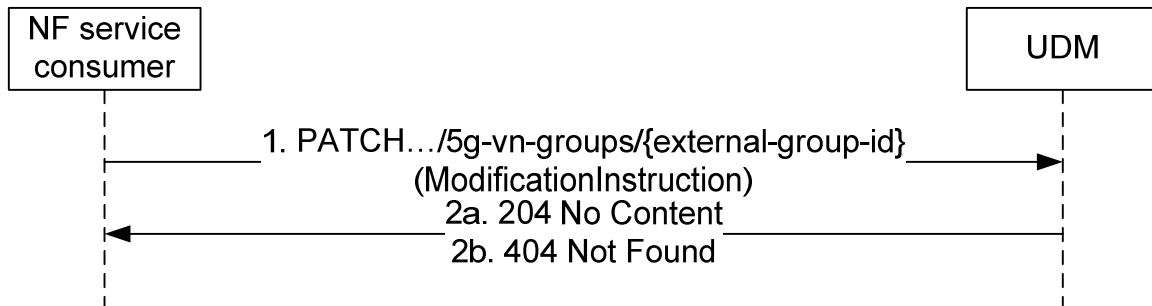 NF service
consumer
UDM
1. PATCH…/5g-vn-groups/{external-group-id}
(ModificationInstruction)
2a. 204 No Content
2b. 404 Not Found